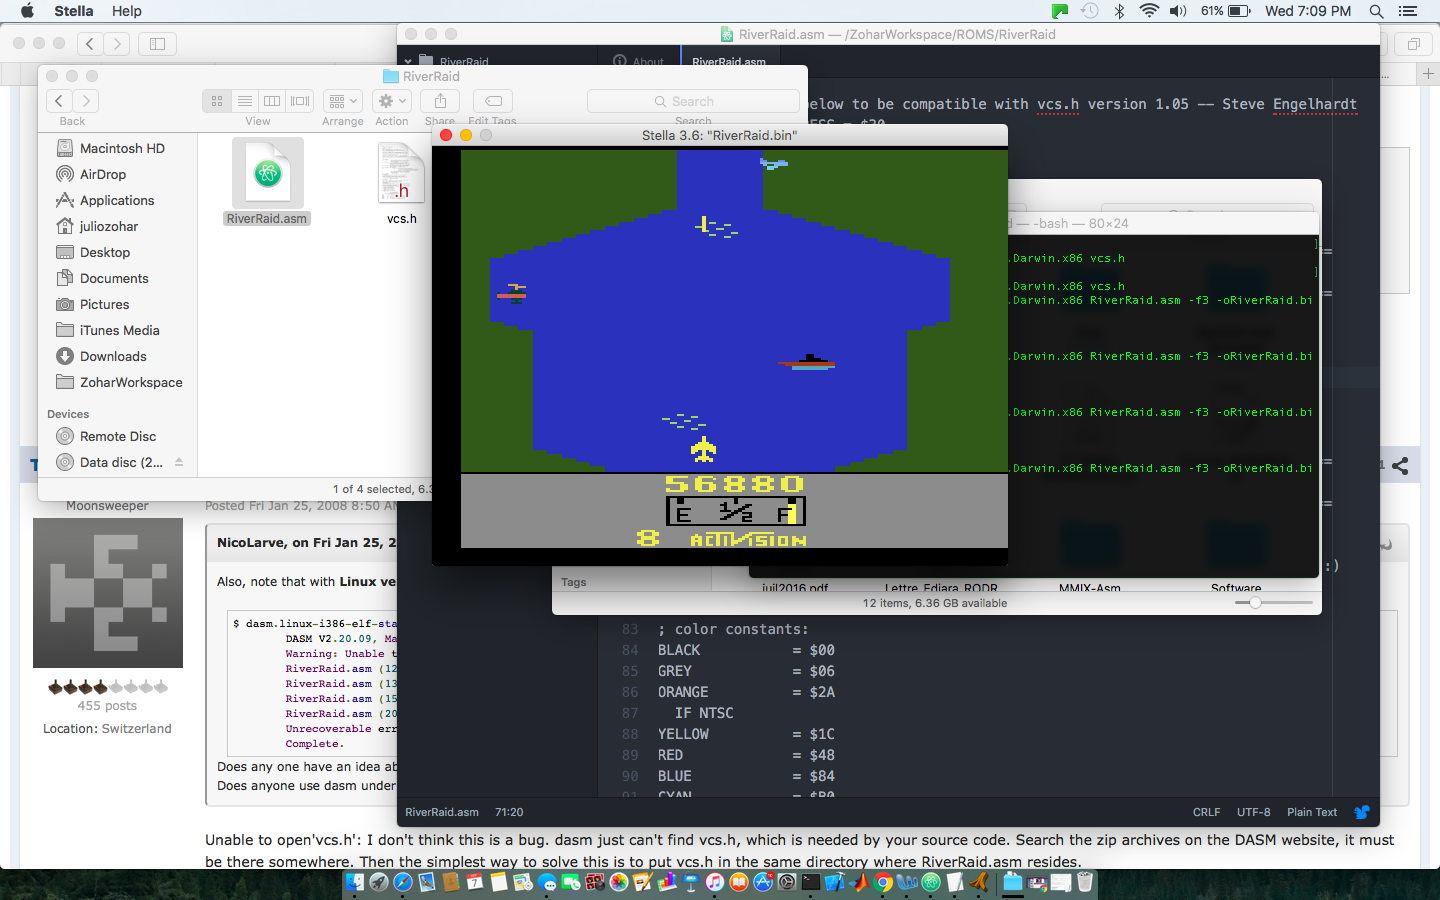 Stella Help
61% Wed 7:09 PM
RiverRaid.asm — /ZoharWorkspace/ROMS/RiverRaid
RiverRaid
About
RiverRaid.asm
RiverRaid
Search
Back
View
Arrange
Action
Share
Edit Tags
Search
Macintosh HD
AirDrop
Applications
juliozohar
Desktop
Documents
Pictures
iTunes Media
Downloads
ZoharWorkspace
Devices
Remote Disc
Data disc (2...
RiverRaid.asm
.h
vcs.h
1 of 4 selected, 6.3
elow to be compatible with vcs.h version 1.05 -- Steve Engelhardt
Stella 3.6: "RiverRaid.bin"
56880
E 1/2 F
8 ACTIVISION
d — -bash — 80×24
.Darwin.x86 vcs.h
.Darwin.x86 vcs.h
.Darwin.x86 RiverRaid.asm -f3 -oRiverRaid.bi
.Darwin.x86 RiverRaid.asm -f3 -oRiverRaid.bi
.Darwin.x86 RiverRaid.asm -f3 -oRiverRaid.bi
.Darwin.x86 RiverRaid.asm -f3 -oRiverRaid.bi
:)
Tags
juil2016.pdf
Lettre_Ediara_RODR
MMIX-Asm
Software
12 items, 6.36 GB available
83 ; color constants:
84 BLACK = $00
85 GREY = $06
86 ORANGE = $2A
87 IF NTSC
88 YELLOW = $1C
89 RED = $48
90 BLUE = $84
91 CYAN = $B0
RiverRaid.asm 71:20
CRLF UTF-8 Plain Text
Moonsweeper
455 posts
Location: Switzerland
Posted Fri Jan 25, 2008 8:50 AM
NicoLarve, on Fri Jan 25, 2
Also, note that with Linux ve
$ dasm.linux-i386-elf-sta
DASM V2.20.09, Ma
Warning: Unable t
RiverRaid.asm (12
RiverRaid.asm (13
RiverRaid.asm (15
RiverRaid.asm (20
Unrecoverable err
Complete.
Does any one have an idea ab
Does anyone use dasm under
Unable to open'vcs.h': I don't think this is a bug. dasm just can't find vcs.h, which is needed by your source code. Search the zip archives on the DASM website, it must
be there somewhere. Then the simplest way to solve this is to put vcs.h in the same directory where RiverRaid.asm resides.